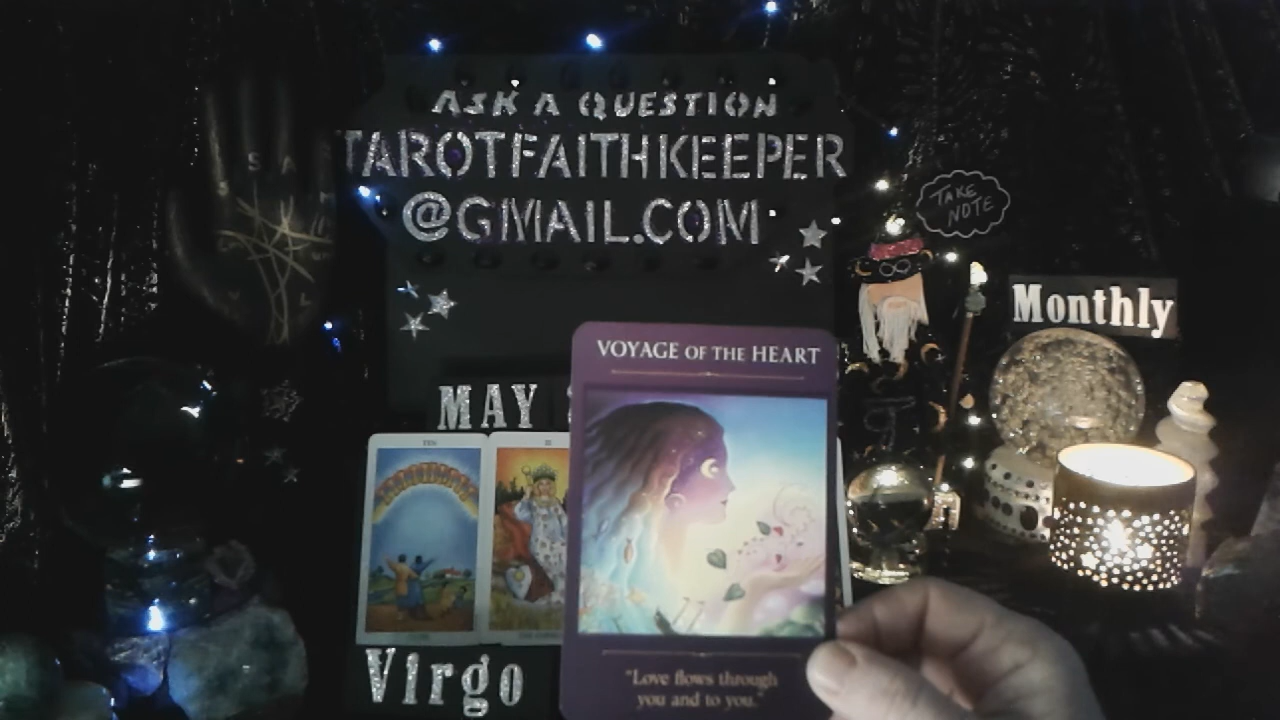 ASK A QUESTION
TAROTFAITHKEEPER
@GMAIL.COM
TAKE
NOTE
Monthly
VOYAGE OF THE HEART
MAY
TEN
Virgo
"Love flows through
you and to you."